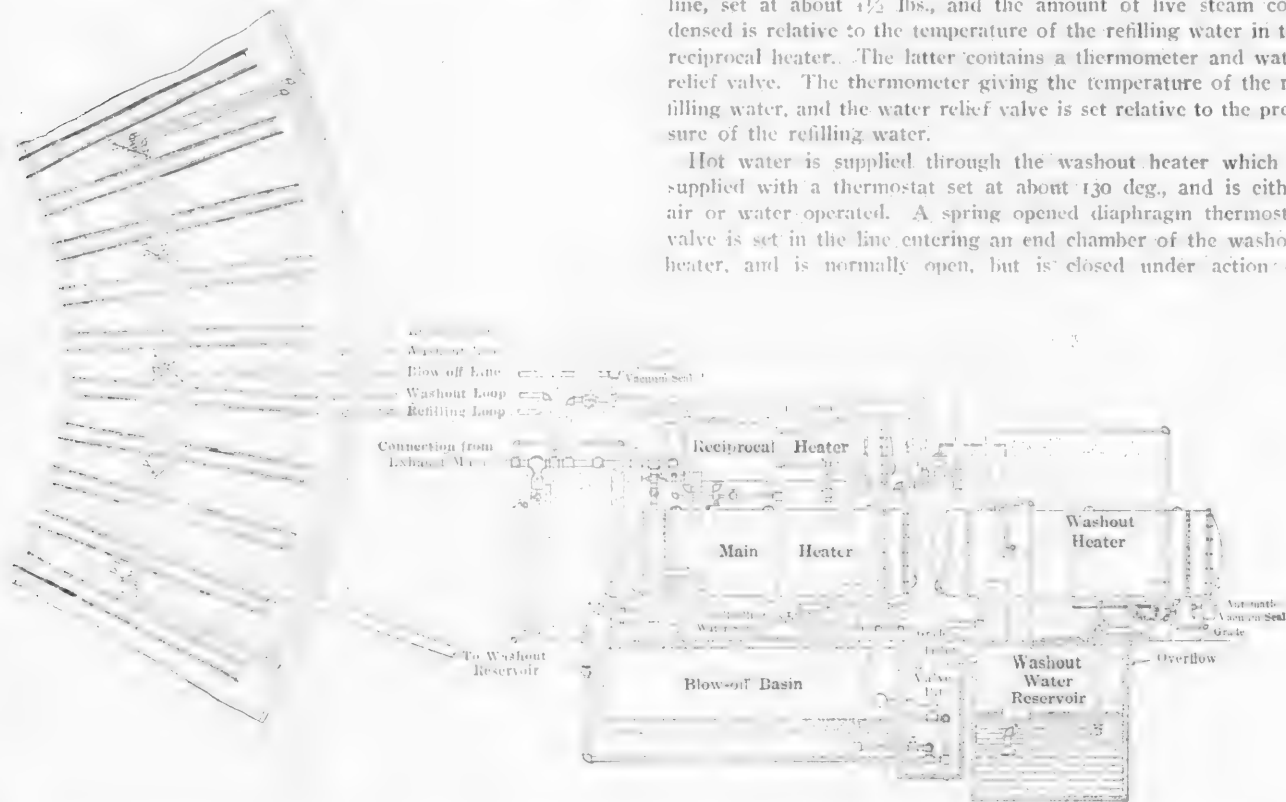 line, set at about 1½ lbs., and the amount of live steam co
densed is relative to the temperature of the refilling water in t
reciprocal heater. The latter contains a thermometer and wat
relief valve. The thermometer giving the temperature of the r
filling water, and the water relief valve is set relative to the pre
sure of the refilling water.
Hot water is supplied through the washout heater which
supplied with a thermostat set at about 130 deg., and is eith
air or water operated. A spring opened diaphragm thermost
valve is set in the line entering an end chamber of the washo
heater, and is normally open, but is closed under action
Blow off Line
Vacuum Seal
Washout Loop
Refilling Loop
Connection from
Exhaust Main
Reciprocal Heater
Main Heater
Washout
Heater
Automatic
Vacuum Seal
Grade
Grade
Water
To Washout
Reservoir
Overflow
Blow-off Basin
Valve
Pit
Washout
Water
Reservoir